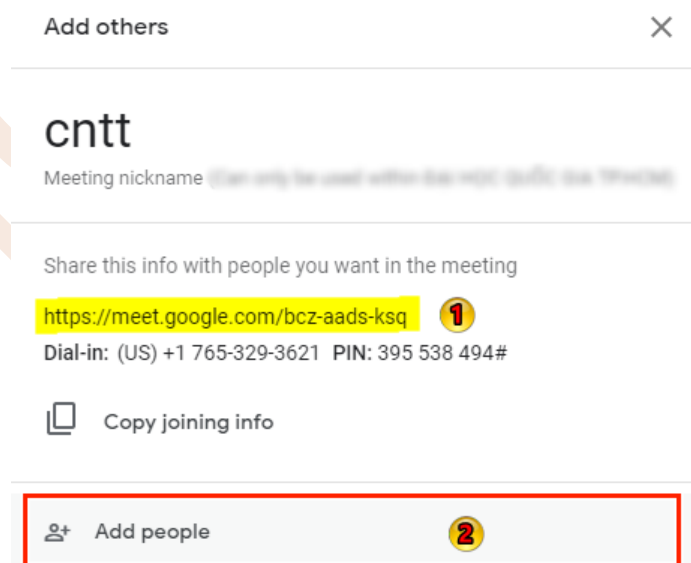 Add others
cntt
Meeting nickname
Share this info with people you want in the meeting
https://meet.google.com/bcz-aads-ksq 1
Dial-in: (US) +1 765-329-3621 PIN: 395 538 494#
Copy joining info
Add people 2